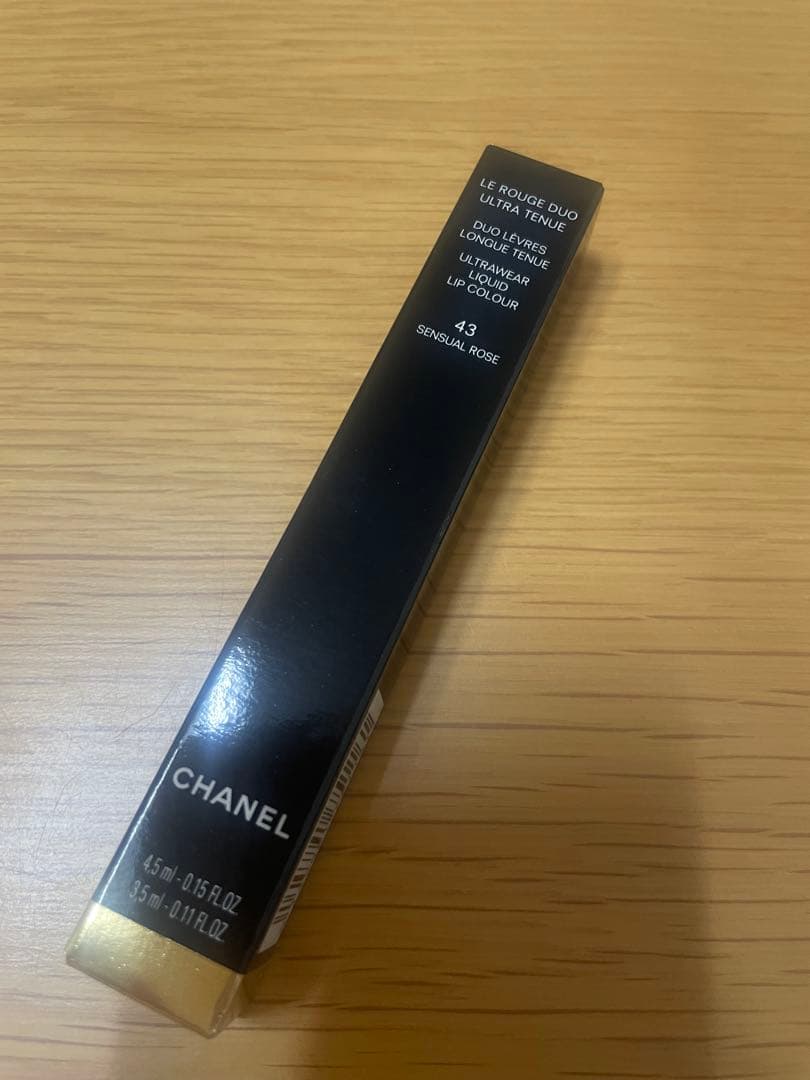 LE ROUGE DUO
ULTRA TENUE
DUO LÈVRES
LONGUE TENUE
ULTRAWEAR
LIQUID
LIP COLOUR
43
SENSUAL ROSE
CHANEL
4,5 ml - 0.15 FL.OZ.
3,5 ml - 0.11 FL.OZ.